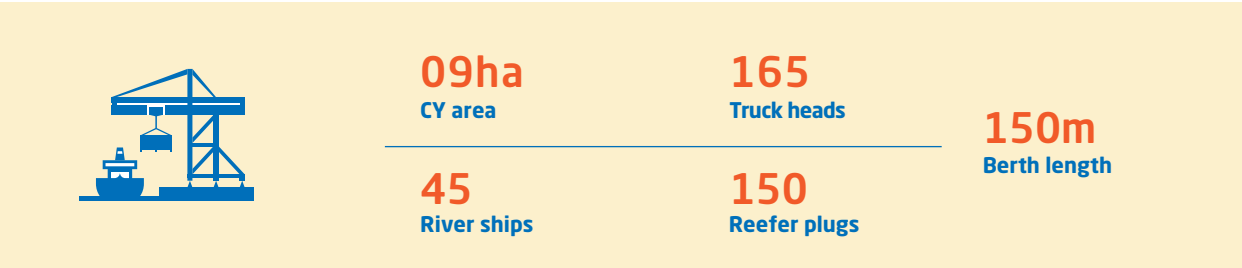 09ha
CY area
165
Truck heads
45
River ships
150
Reefer plugs
150m
Berth length